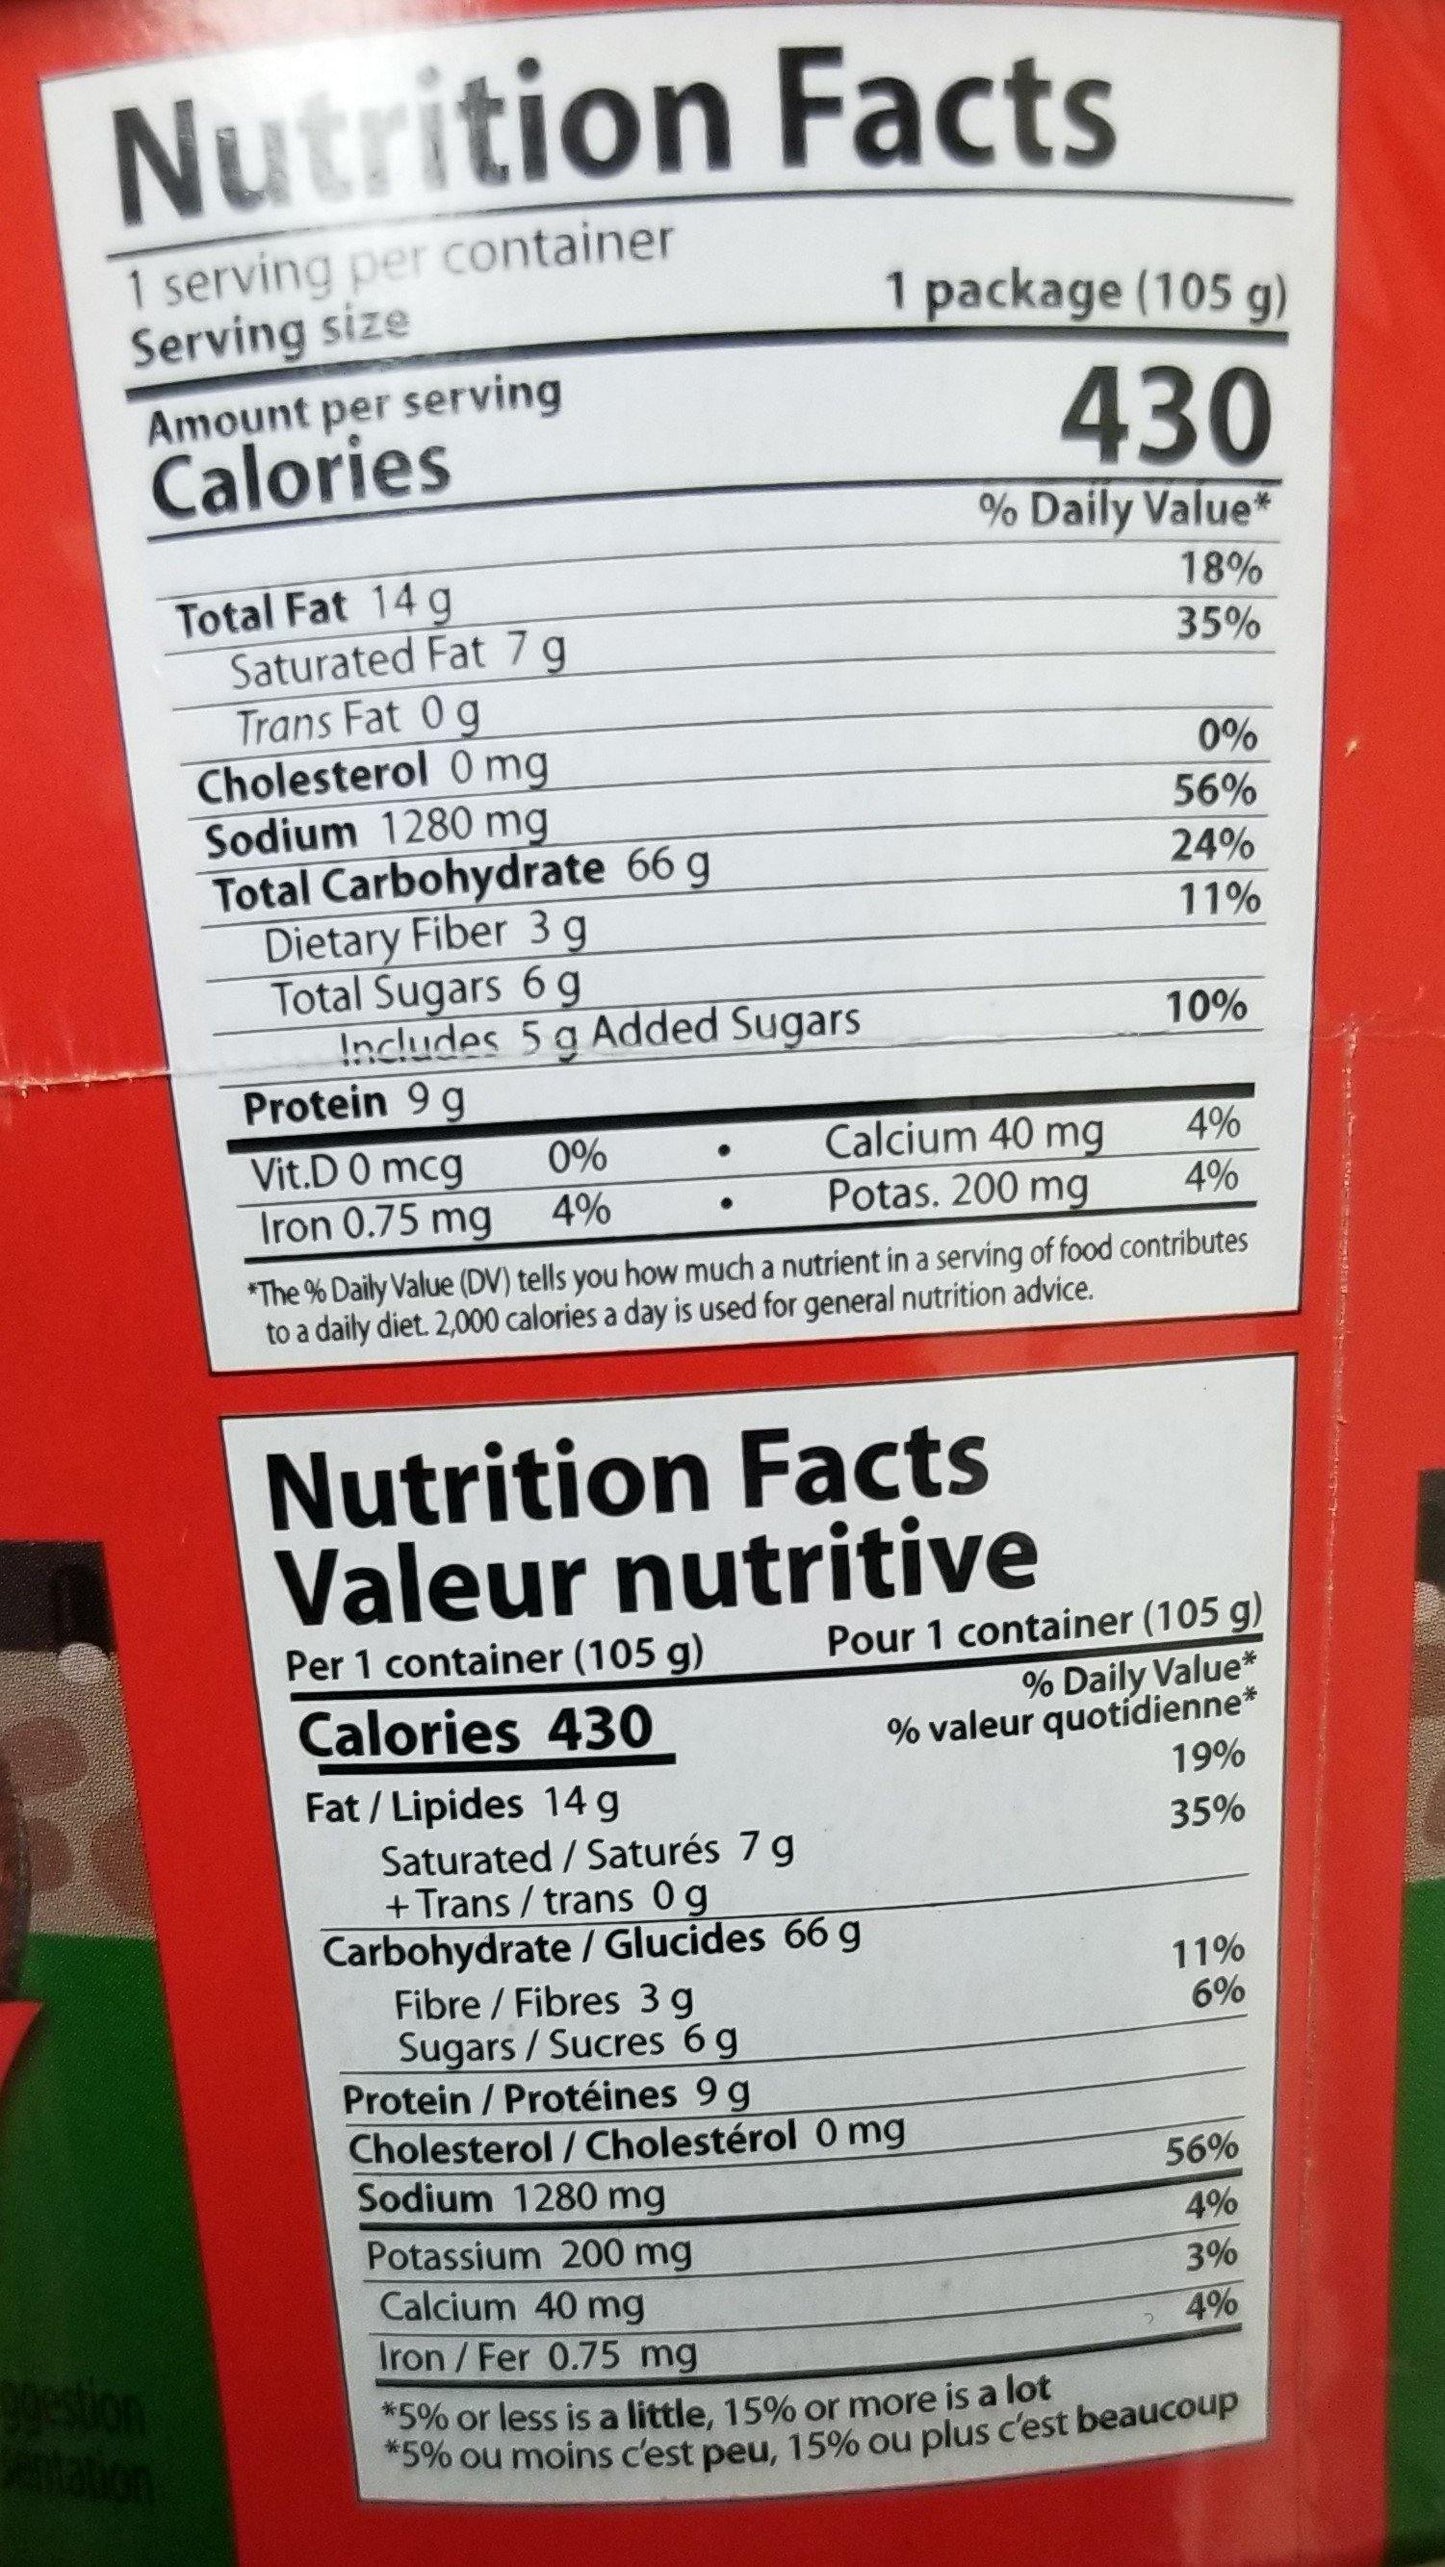 Nutrition Facts
1 serving per container
Serving size 1 package (105 g)
Amount per serving
Calories 430
% Daily Value*
Total Fat 14 g 18%
Saturated Fat 7 g 35%
Trans Fat 0 g
Cholesterol 0 mg 0%
Sodium 1280 mg 56%
Total Carbohydrate 66 g 24%
Dietary Fiber 3 g 11%
Total Sugars 6 g
Includes 5 g Added Sugars 10%
Protein 9 g
Vit.D 0 mcg 0% • Calcium 40 mg 4%
Iron 0.75 mg 4% • Potas. 200 mg 4%
*The % Daily Value (DV) tells you how much a nutrient in a serving of food contributes
to a daily diet. 2,000 calories a day is used for general nutrition advice.
Nutrition Facts
Valeur nutritive
Per 1 container (105 g) Pour 1 container (105 g)
% Daily Value*
Calories 430 % valeur quotidienne*
Fat / Lipides 14 g 19%
Saturated / Saturés 7 g 35%
+ Trans / trans 0 g
Carbohydrate / Glucides 66 g
Fibre / Fibres 3 g 11%
Sugars / Sucres 6 g 6%
Protein / Protéines 9 g
Cholesterol / Cholestérol 0 mg
Sodium 1280 mg 56%
Potassium 200 mg 4%
Calcium 40 mg 3%
Iron / Fer 0.75 mg 4%
*5% or less is a little, 15% or more is a lot
*5% ou moins c'est peu, 15% ou plus c'est beaucoup